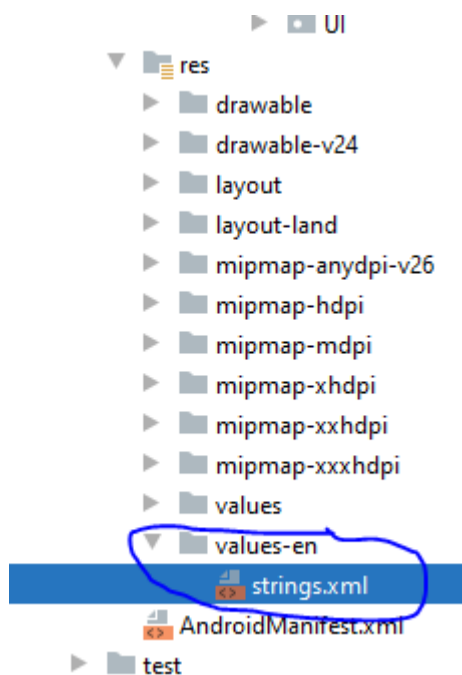 UI
res
drawable
drawable-v24
layout
layout-land
mipmap-anydpi-v26
mipmap-hdpi
mipmap-mdpi
mipmap-xhdpi
mipmap-xxhdpi
mipmap-xxxhdpi
values
values-en
strings.xml
AndroidManifest.xml
test